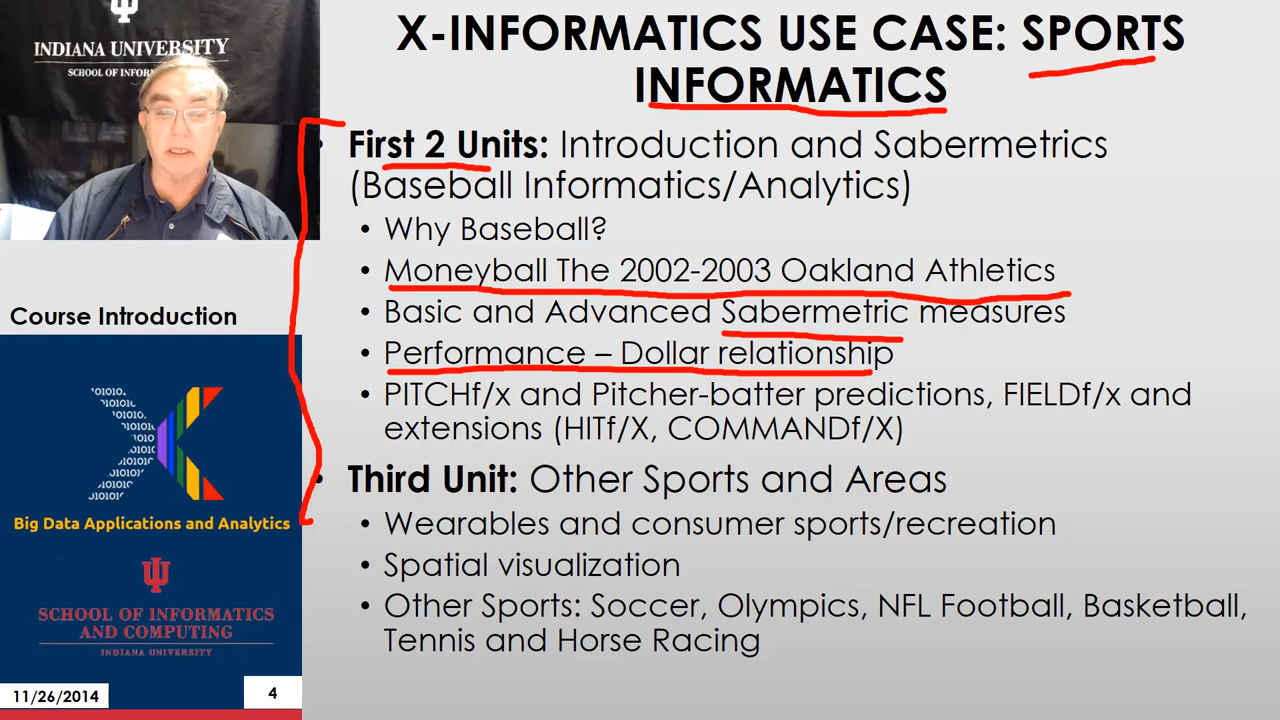 INDIANA UNIVERSITY
SCHOOL OF INFOR
X-INFORMATICS USE CASE: SPORTS
INFORMATICS
• First 2 Units: Introduction and Sabermetrics
(Baseball Informatics/Analytics)
• Why Baseball?
• Moneyball The 2002-2003 Oakland Athletics
• Basic and Advanced Sabermetric measures
• Performance – Dollar relationship
• PITCHf/x and Pitcher-batter predictions, FIELDf/x and
extensions (HITf/X, COMMANDf/X)
• Third Unit: Other Sports and Areas
• Wearables and consumer sports/recreation
• Spatial visualization
• Other Sports: Soccer, Olympics, NFL Football, Basketball,
Tennis and Horse Racing
Course Introduction
Big Data Applications and Analytics
SCHOOL OF INFORMATICS
AND COMPUTING
INDIANA UNIVERSITY
11/26/2014
4